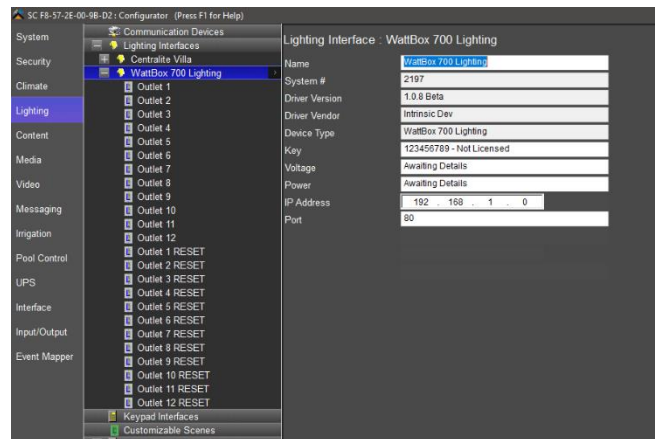 SC F8-57-2E-00-9B-D2 : Configurator (Press F1 for Help)
System
Security
Climate
Lighting
Content
Media
Video
Messaging
Irrigation
Pool Control
UPS
Interface
Input/Output
Event Mapper
Communication Devices
Lighting Interfaces
Centralite Villa
WattBox 700 Lighting
Outlet 1
Outlet 2
Outlet 3
Outlet 4
Outlet 5
Outlet 6
Outlet 7
Outlet 8
Outlet 9
Outlet 10
Outlet 11
Outlet 12
Outlet 1 RESET
Outlet 2 RESET
Outlet 3 RESET
Outlet 4 RESET
Outlet 5 RESET
Outlet 6 RESET
Outlet 7 RESET
Outlet 8 RESET
Outlet 9 RESET
Outlet 10 RESET
Outlet 11 RESET
Outlet 12 RESET
Keypad Interfaces
Customizable Scenes
Lighting Interface : WattBox 700 Lighting
Name WattBox 700 Lighting
System # 2197
Driver Version 1.0.8 Beta
Driver Vendor Intrinsic Dev
Device Type WattBox 700 Lighting
Key 123456789 - Not Licensed
Voltage Awaiting Details
Power Awaiting Details
IP Address 192 . 168 . 1 . 0
Port 80